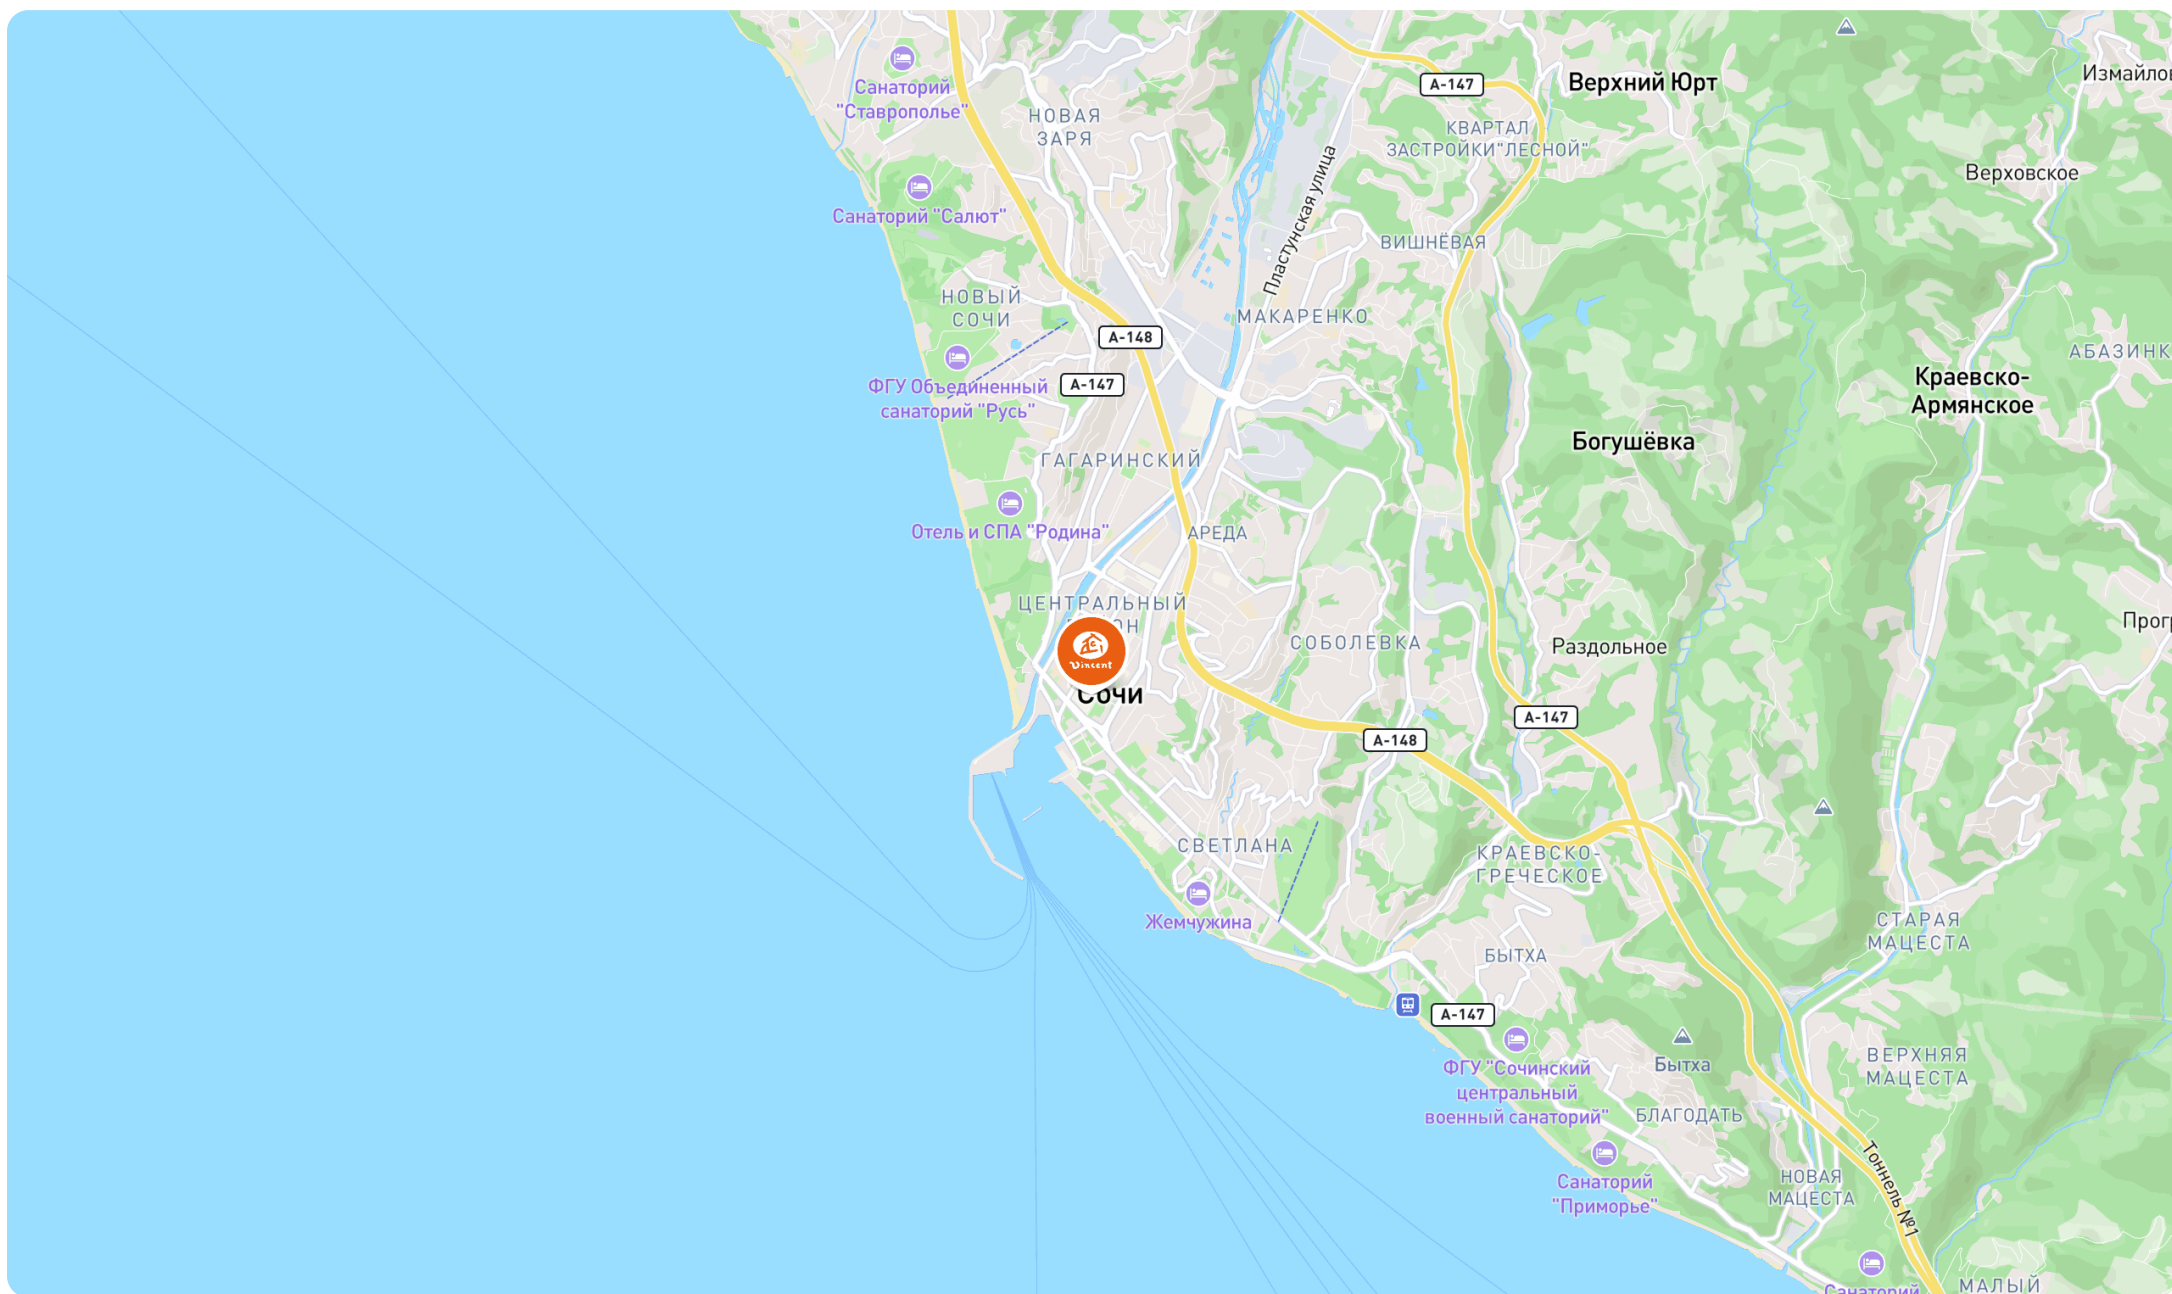 Санаторий
"Ставрополье"
НОВАЯ
ЗАРЯ
А-147
Верхний Юрт
КВАРТАЛ
ЗАСТРОЙКИ"ЛЕСНОЙ"
Верховское
Санаторий "Салют"
Пластунская улица
ВИШНЁВАЯ
НОВЫЙ
СОЧИ
МАКАРЕНКО
А-148
А-147
ФГУ Объединенный
санаторий "Русь"
Краевско-
Армянское
Богушёвка
ГАГАРИНСКИЙ
Отель и СПА "Родина"
АРЕДА
ЦЕНТРАЛЬНЫЙ
Vincent
Сочи
СОБОЛЕВКА
Раздольное
А-147
А-148
СВЕТЛАНА
КРАЕВСКО-
ГРЕЧЕСКОЕ
Жемчужина
СТАРАЯ
МАЦЕСТА
БЫТХА
А-147
ФГУ "Сочинский
центральный
военный санаторий"
Бытха
ВЕРХНЯЯ
МАЦЕСТА
БЛАГОДАТЬ
Санаторий
"Приморье"
НОВАЯ
МАЦЕСТА
Тоннель №1
Санаторий
МАЛЫЙ